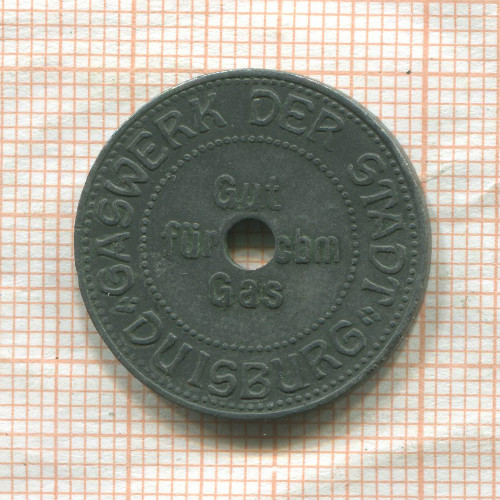 GASWERK DER STADT
DUISBURG
Gut
für cbm
Gas